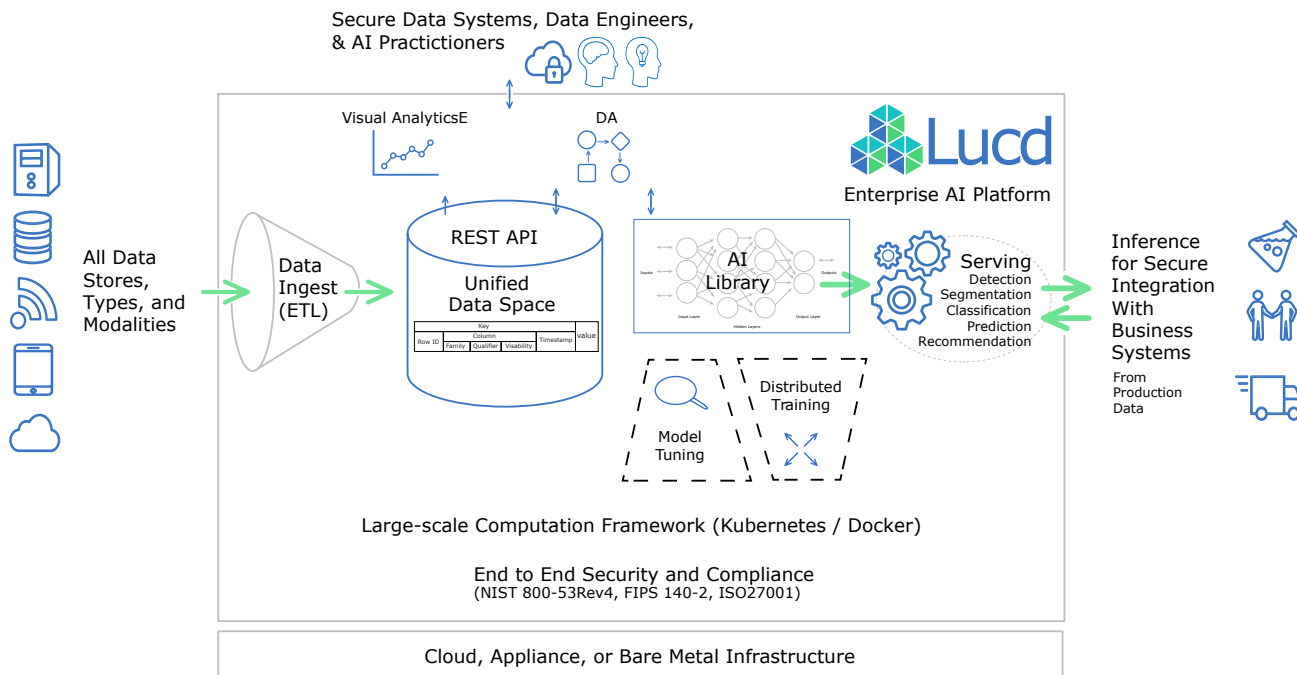 Secure Data Systems, Data Engineers,
& AI Practictioners
Visual AnalyticsE
DA
Lucd
Enterprise AI Platform
All Data
Stores,
Types, and
Modalities
Data
Ingest
(ETL)
REST API
Unified
Data Space
Key
Row ID
Column
Timestamp
value
Family
Qualifier
Visability
AI
Library
Inputs
Outputs
Input Layer
Hidden Layers
Output Layer
Serving
Detection
Segmentation
Classification
Prediction
Recommendation
Inference
for Secure
Integration
With
Business
Systems
From
Production
Data
Model
Tuning
Distributed
Training
Large-scale Computation Framework (Kubernetes / Docker)
End to End Security and Compliance
(NIST 800-53Rev4, FIPS 140-2, ISO27001)
Cloud, Appliance, or Bare Metal Infrastructure